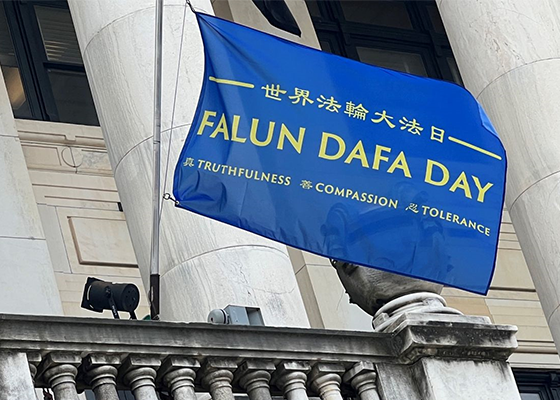 世界法輪大法日
FALUN DAFA DAY
真 TRUTHFULNESS 善 COMPASSION 忍 TOLERANCE